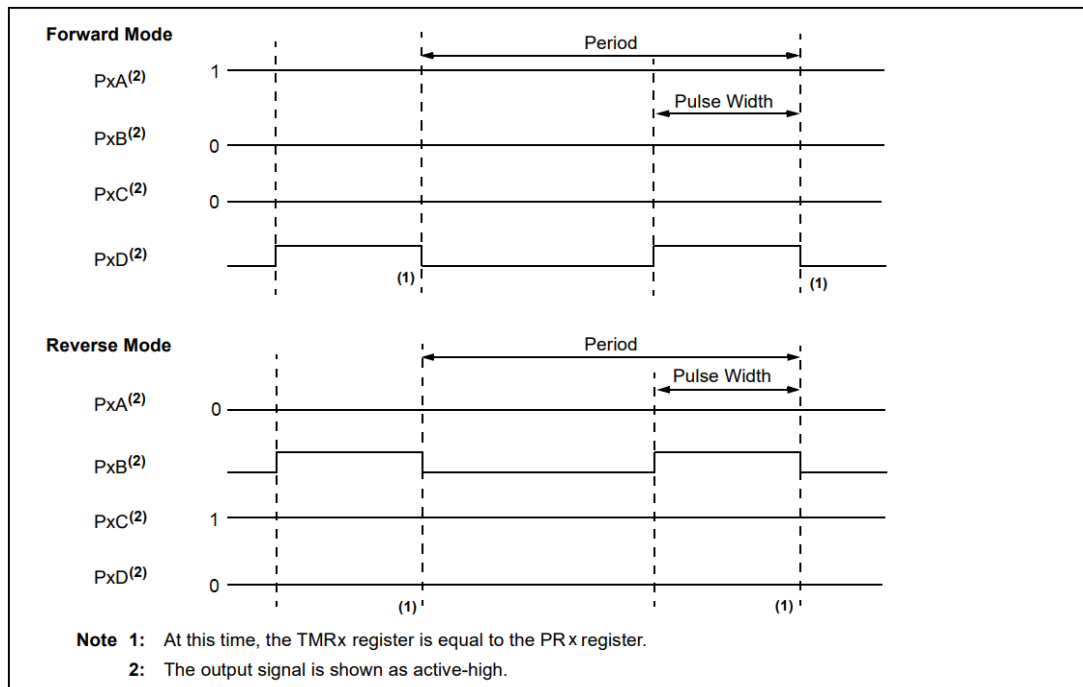 Forward Mode
Period
PxA(2) 1
Pulse Width
PxB(2) 0
PxC(2) 0
PxD(2)
(1) (1)
Reverse Mode
Period
Pulse Width
PxA(2) 0
PxB(2)
PxC(2) 1
PxD(2) 0
(1) (1)
Note 1: At this time, the TMRx register is equal to the PRx register.
2: The output signal is shown as active-high.